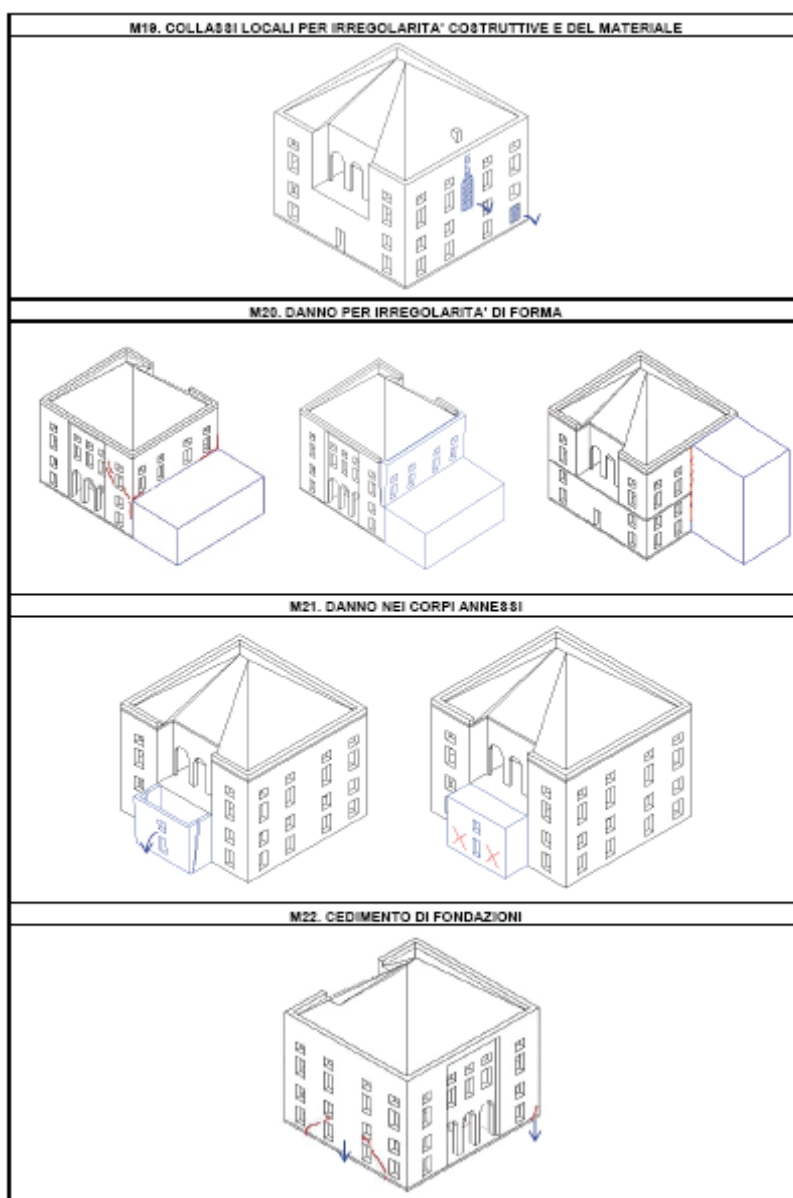 M19. COLLASSI LOCALI PER IRREGOLARITA' COSTRUTTIVE E DEL MATERIALE
M20. DANNO PER IRREGOLARITA' DI FORMA
M21. DANNO NEI CORPI ANNESSI
M22. CEDIMENTO DI FONDAZIONI